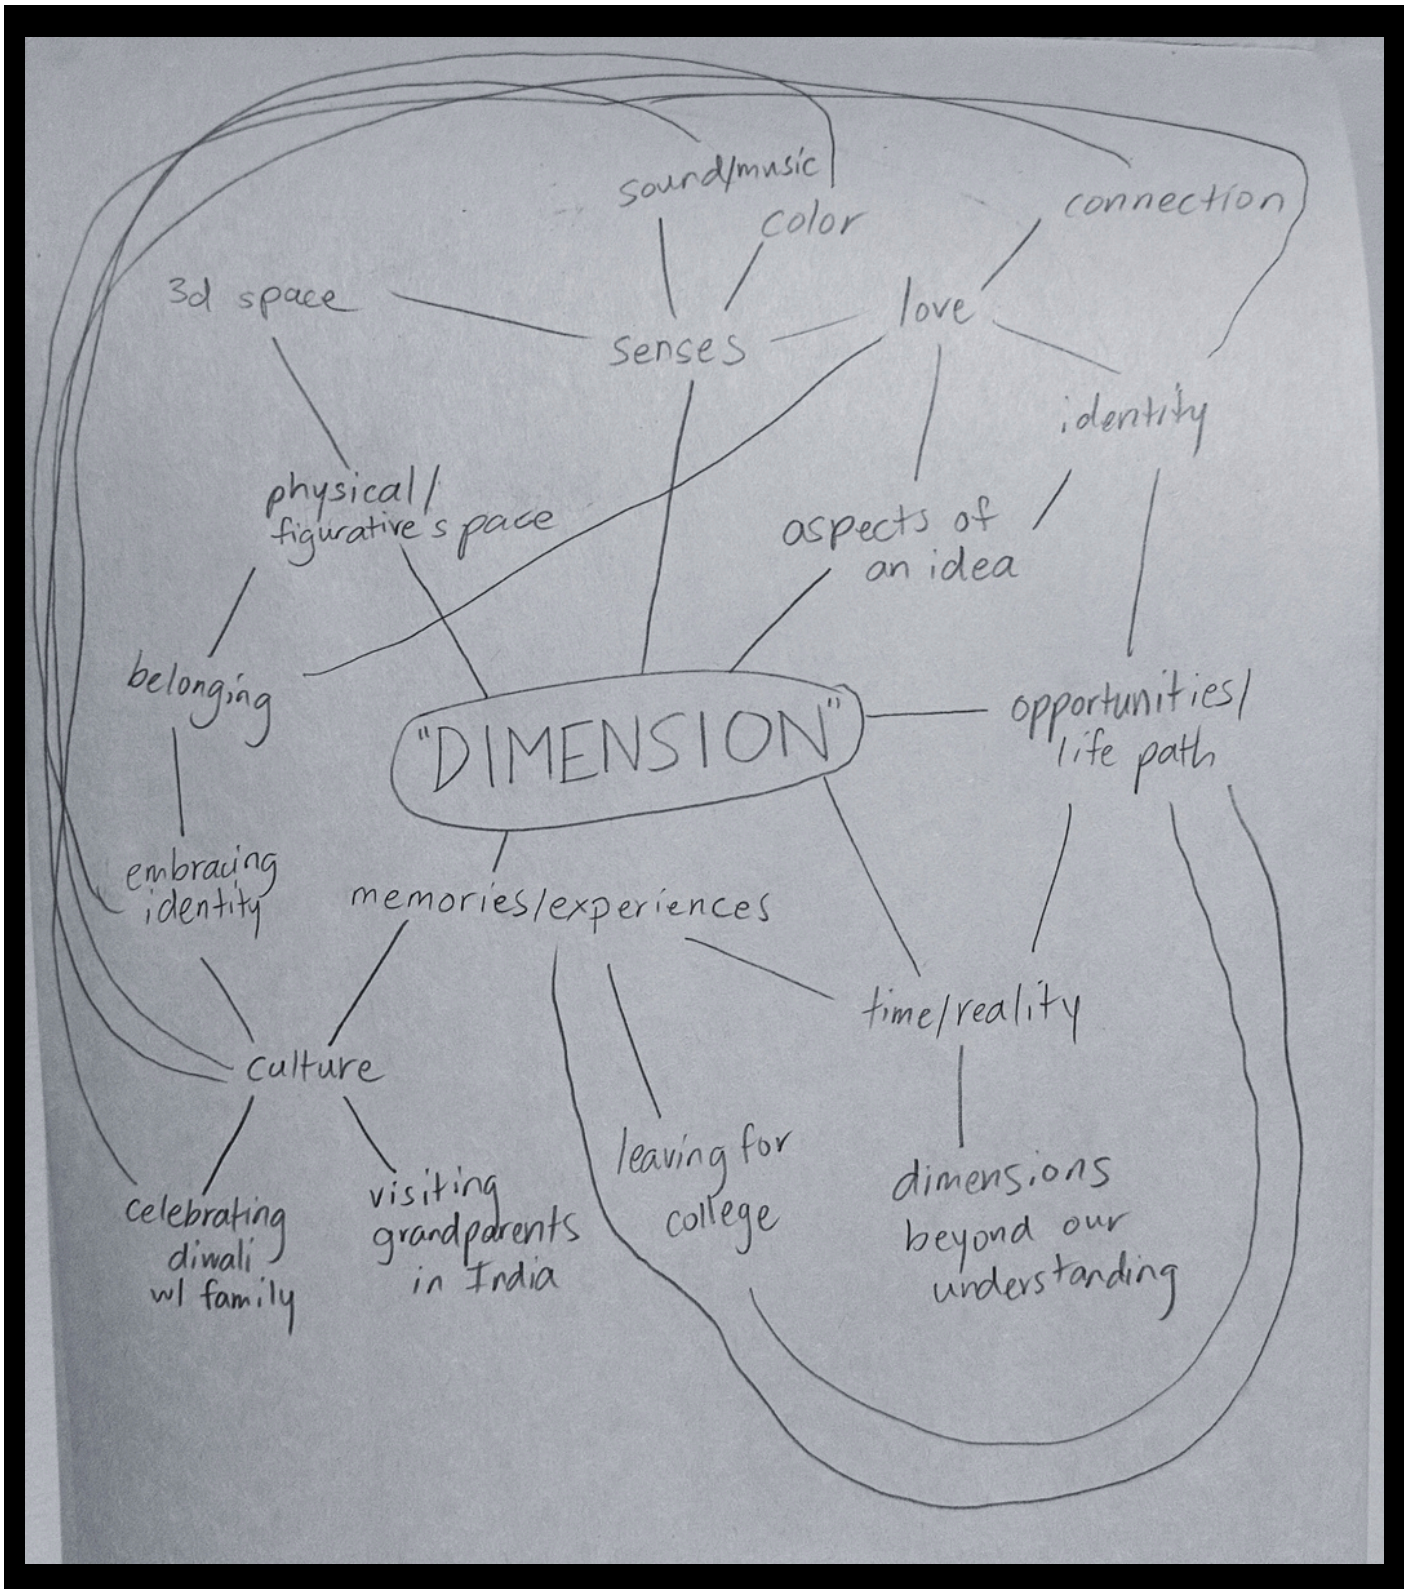 sound/music
color
connection
3d space
love
senses
identity
physical/
figurative space
aspects of
an idea
belonging
"DIMENSION"
opportunities/
life path
embracing
identity
memories/experiences
time/reality
culture
leaving for
college
dimensions
beyond our
understanding
celebrating
diwali
w/ family
visiting
grandparents
in India